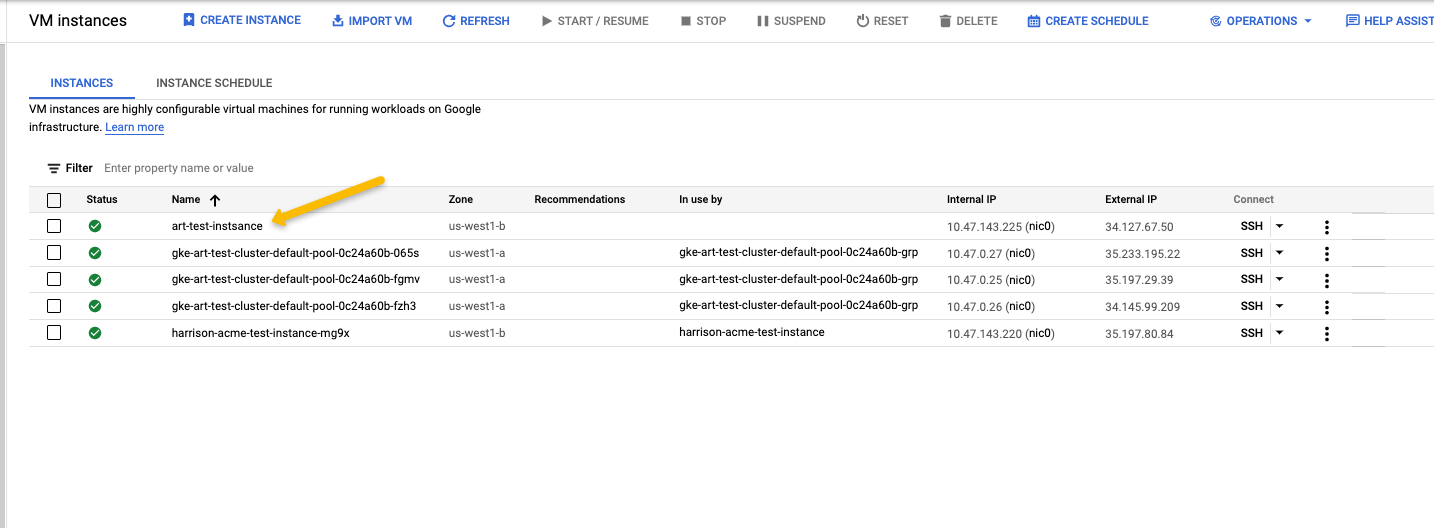 VM instances CREATE INSTANCE IMPORT VM REFRESH START / RESUME STOP SUSPEND RESET DELETE CREATE SCHEDULE OPERATIONS HELP ASSIST
INSTANCES INSTANCE SCHEDULE
VM instances are highly configurable virtual machines for running workloads on Google
infrastructure. Learn more
Filter Enter property name or value
Status Name Zone Recommendations In use by Internal IP External IP Connect
art-test-instsance us-west1-b 10.47.143.225 (nic0) 34.127.67.50 SSH
gke-art-test-cluster-default-pool-0c24a60b-065s us-west1-a gke-art-test-cluster-default-pool-0c24a60b-grp 10.47.0.27 (nic0) 35.233.195.22 SSH
gke-art-test-cluster-default-pool-0c24a60b-fgmv us-west1-a gke-art-test-cluster-default-pool-0c24a60b-grp 10.47.0.25 (nic0) 35.197.29.39 SSH
gke-art-test-cluster-default-pool-0c24a60b-fzh3 us-west1-a gke-art-test-cluster-default-pool-0c24a60b-grp 10.47.0.26 (nic0) 34.145.99.209 SSH
harrison-acme-test-instance-mg9x us-west1-b harrison-acme-test-instance 10.47.143.220 (nic0) 35.197.80.84 SSH